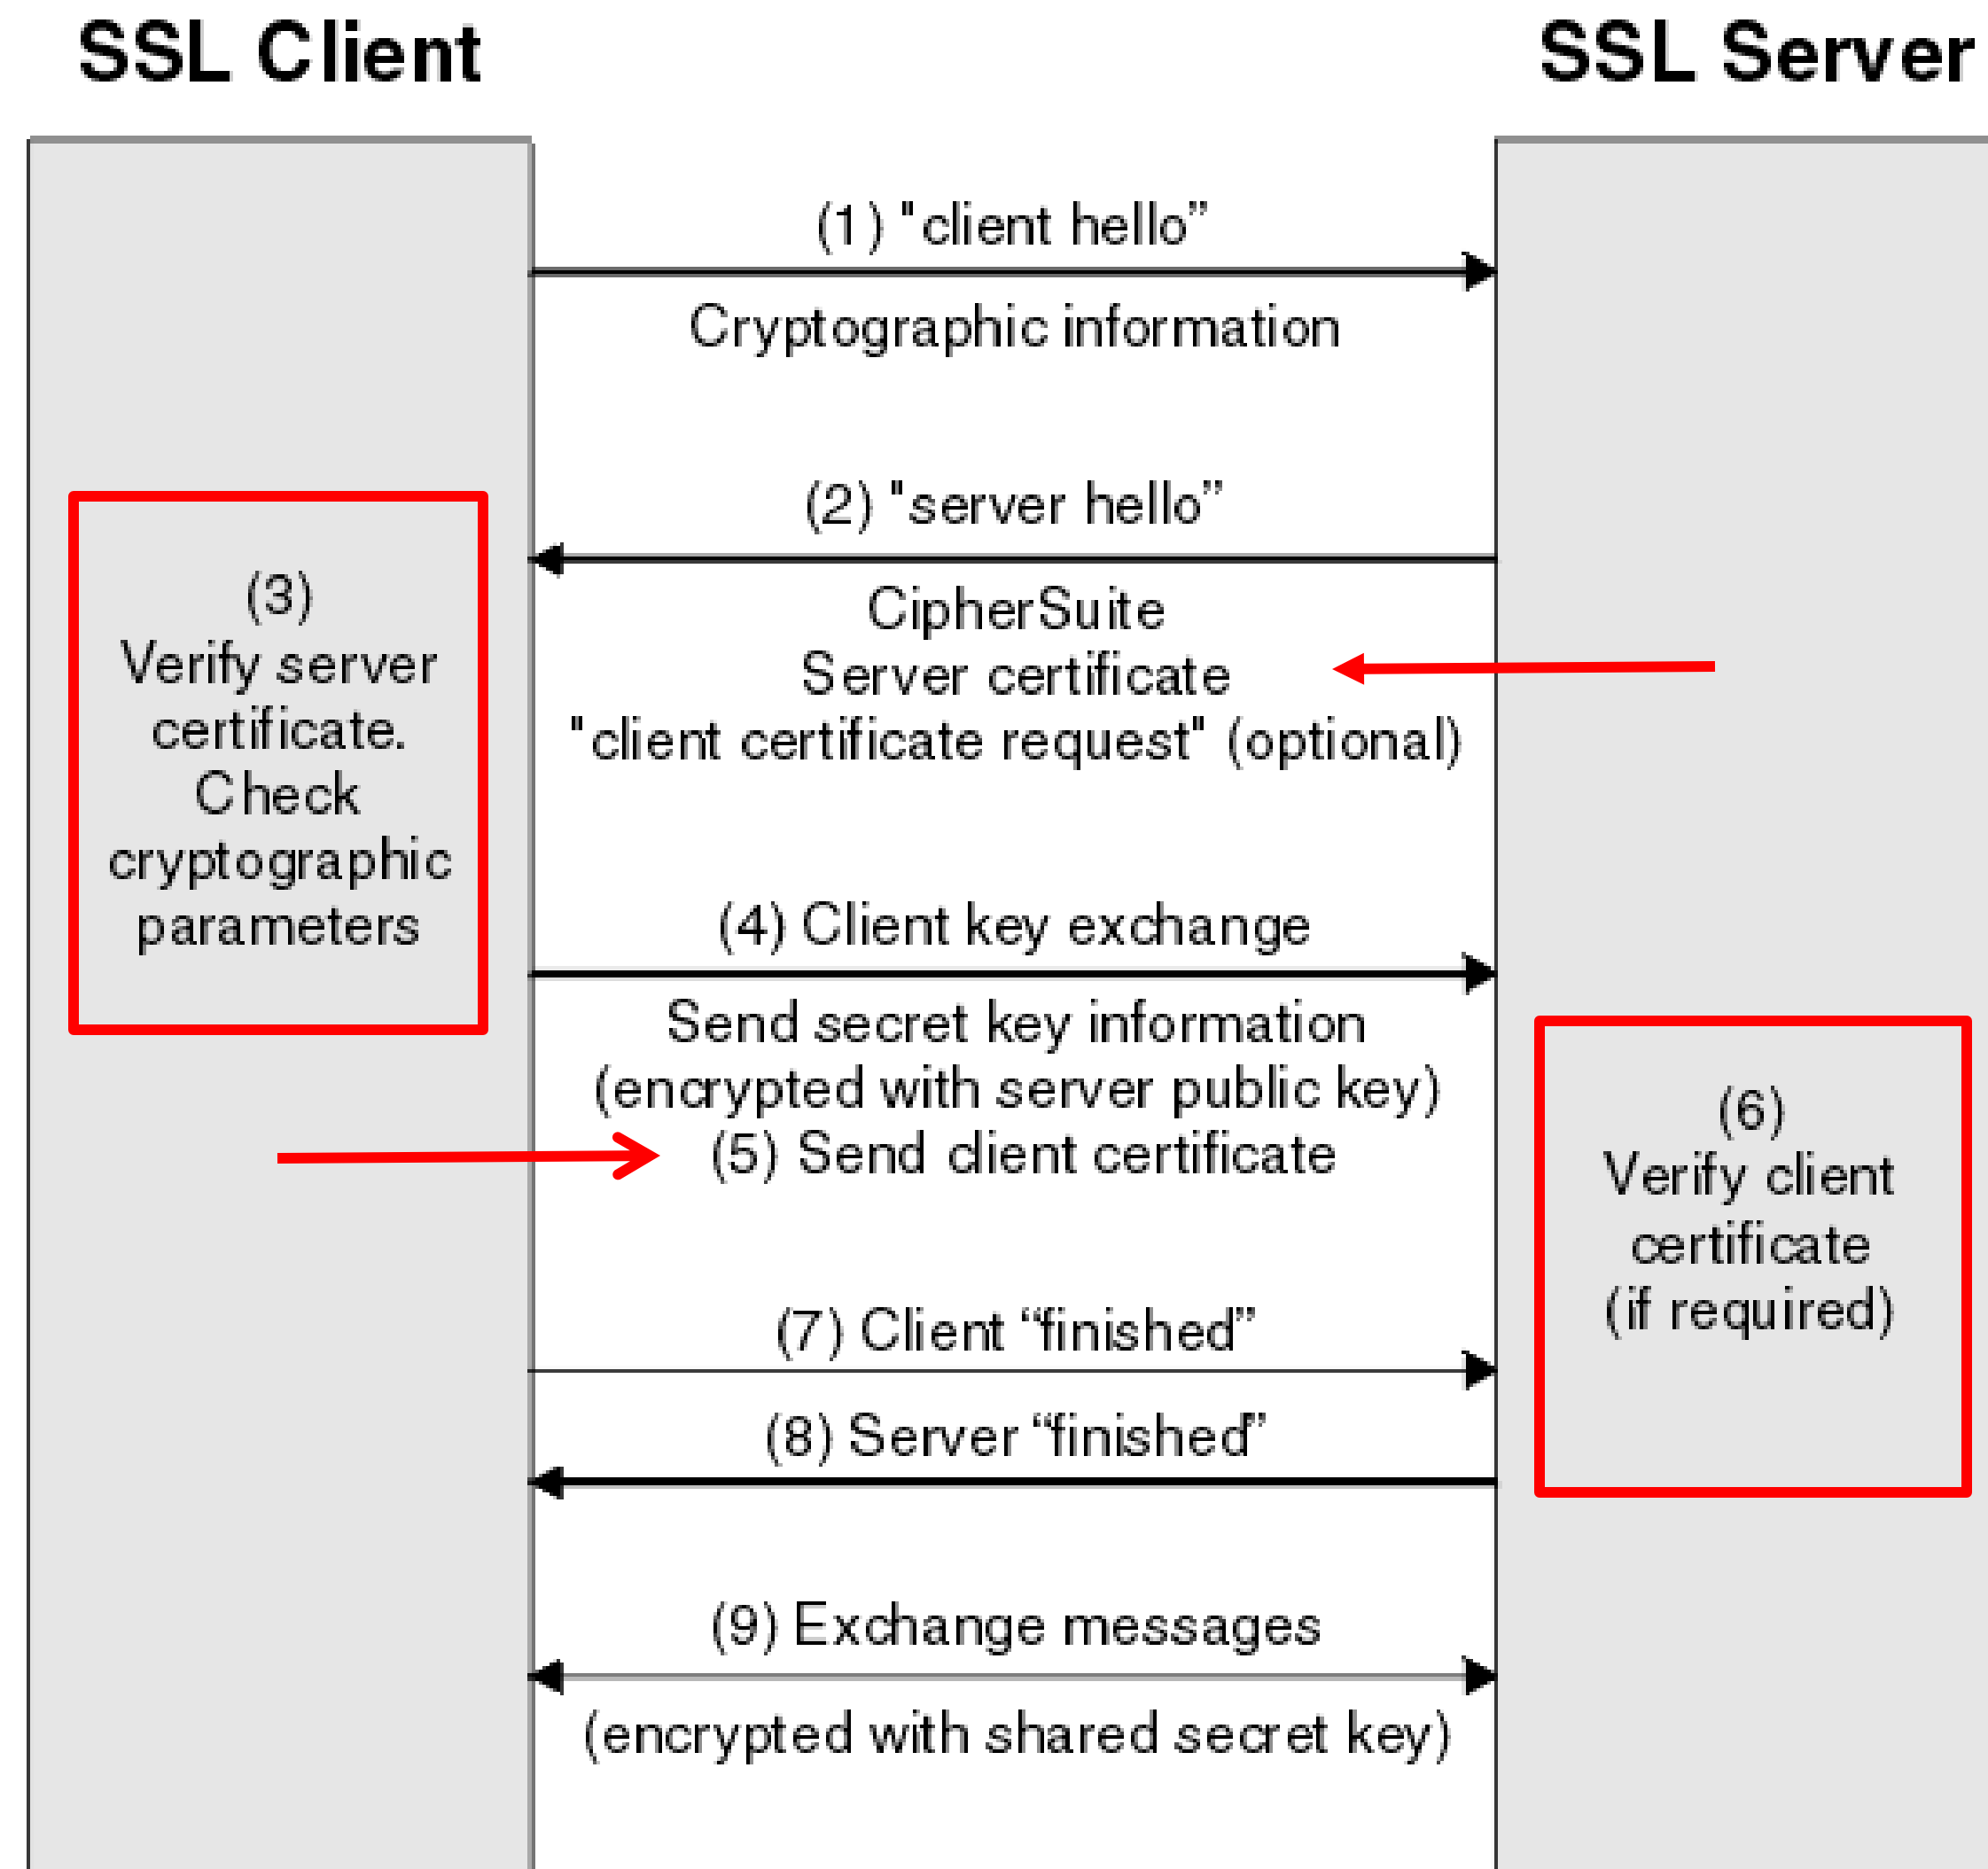 SSL Client
SSL Server
(1) "client hello”
Cryptographic information
(2) "server hello”
CipherSuite
Server certificate
"client certificate request" (optional)
(3)
Verify server
certificate.
Check
cryptographic
parameters
(4) Client key exchange
Send secret key information
(encrypted with server public key)
(5) Send client certificate
(6)
Verify client
certificate
(if required)
(7) Client “finished”
(8) Server “finished”
(9) Exchange messages
(encrypted with shared secret key)